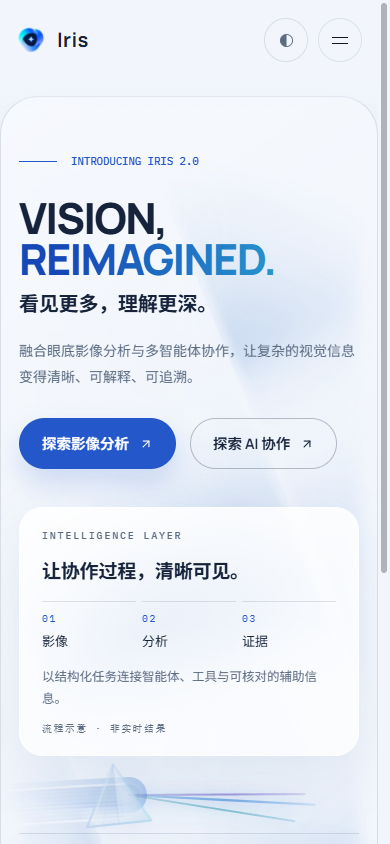 Iris
INTRODUCING IRIS 2.0
VISION,
REIMAGINED.
看见更多，理解更深。
融合眼底影像分析与多智能体协作，让复杂的视觉信息
变得清晰、可解释、可追溯。
探索影像分析
探索 AI 协作
INTELLIGENCE LAYER
让协作过程，清晰可见。
01 02 03
影像 分析 证据
以结构化任务连接智能体、工具与可核对的辅助信
息。
流程示意 · 非实时结果